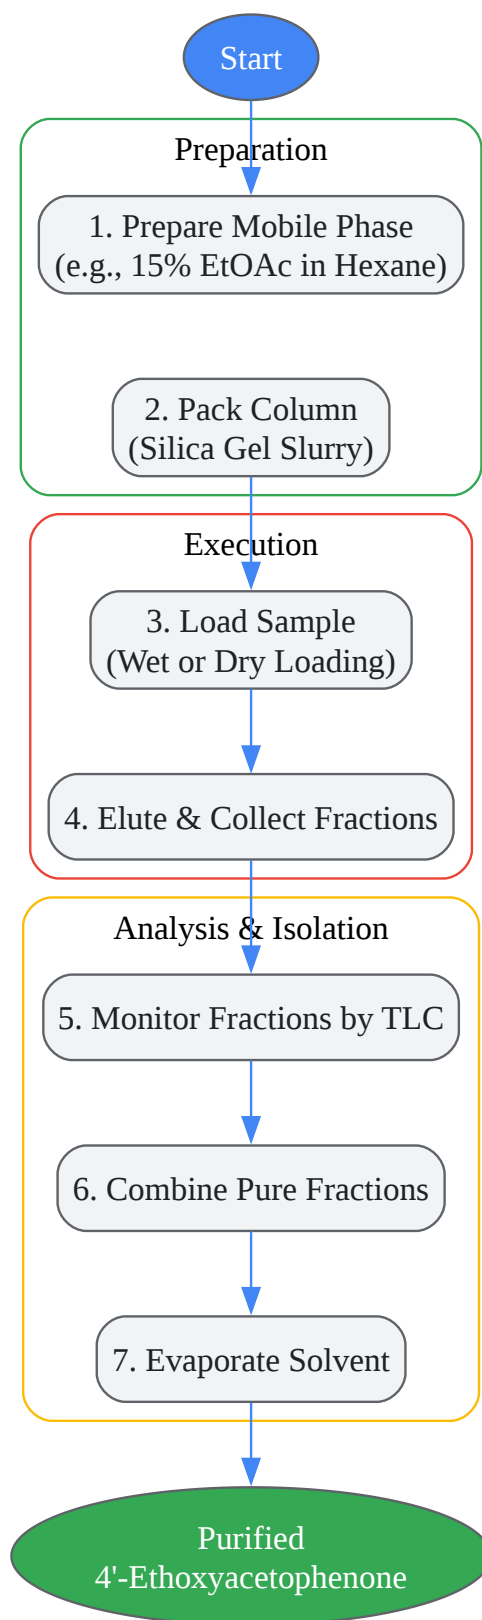 Start
Preparation
1. Prepare Mobile Phase
(e.g., 15% EtOAc in Hexane)
2. Pack Column
(Silica Gel Slurry)
Execution
3. Load Sample
(Wet or Dry Loading)
4. Elute & Collect Fractions
Analysis & Isolation
5. Monitor Fractions by TLC
6. Combine Pure Fractions
7. Evaporate Solvent
Purified
4'-Ethoxyacetophenone